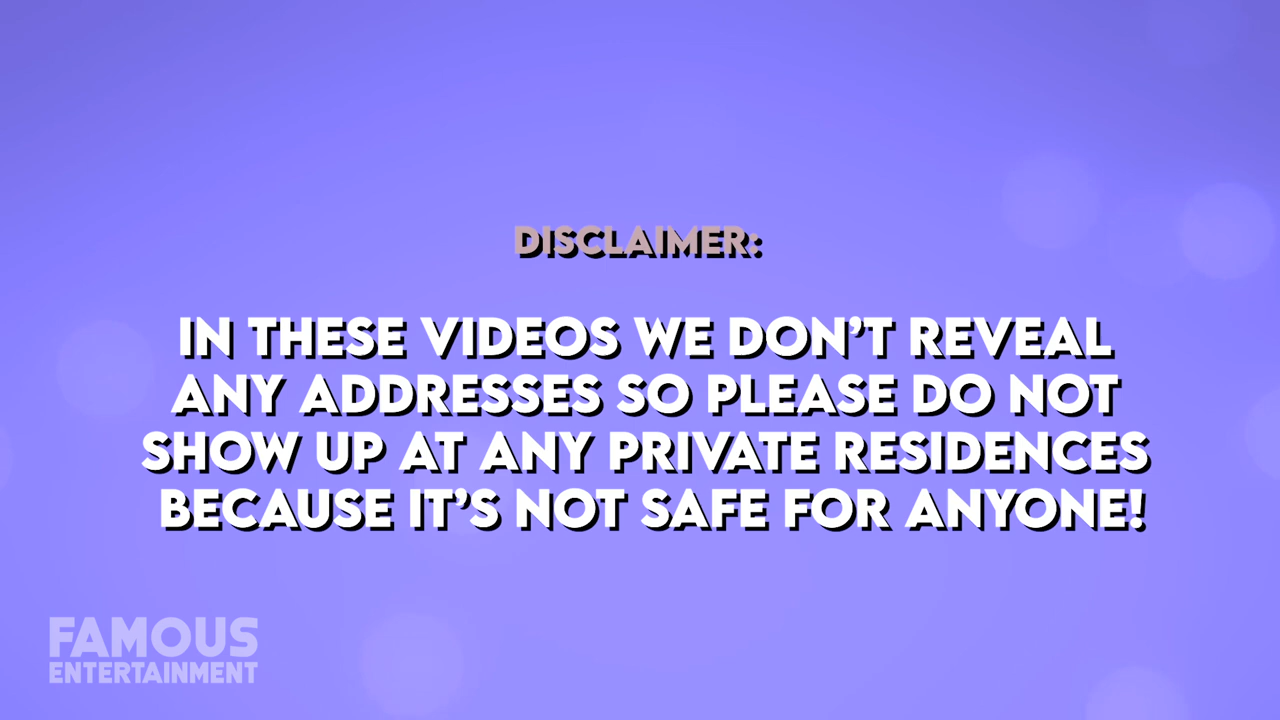 DISCLAIMER:
IN THESE VIDEOS WE DON'T REVEAL
ANY ADDRESSES SO PLEASE DO NOT
SHOW UP AT ANY PRIVATE RESIDENCES
BECAUSE IT'S NOT SAFE FOR ANYONE!
FAMOUS
ENTERTAINMENT